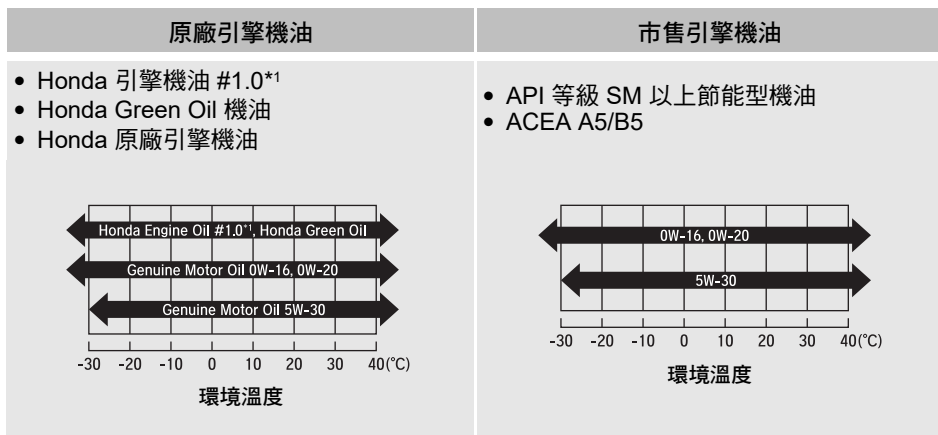 原廠引擎機油
市售引擎機油
• Honda 引擎機油 #1.0*1
• Honda Green Oil 機油
• Honda 原廠引擎機油
Honda Engine Oil #1.0*1, Honda Green Oil
Genuine Motor Oil 0W-16, 0W-20
Genuine Motor Oil 5W-30
-30 -20 -10 0 10 20 30 40(°C)
環境溫度
• API 等級 SM 以上節能型機油
• ACEA A5/B5
0W-16, 0W-20
5W-30
-30 -20 -10 0 10 20 30 40(°C)
環境溫度